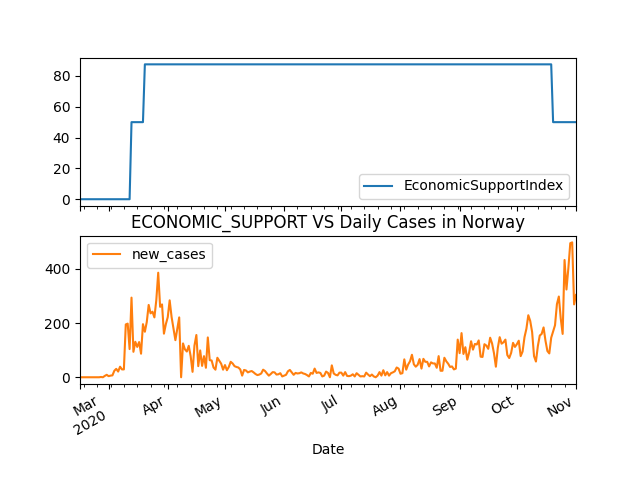 80
60
40
20
0
EconomicSupportIndex
ECONOMIC_SUPPORT VS Daily Cases in Norway
new_cases
400
200
0
Mar
2020
Apr
May
Jun
Jul
Aug
Sep
Oct
Nov
Date